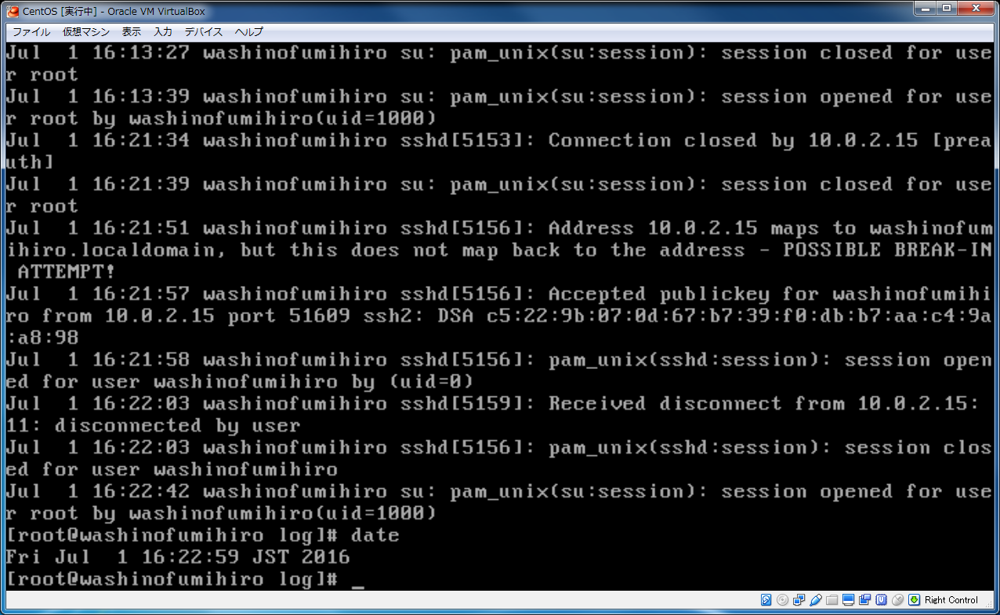 CentOS [実行中] - Oracle VM VirtualBox
ファイル 仮想マシン 表示 入力 デバイス ヘルプ
Jul  1 16:13:27 washinofumihiro su: pam_unix(su:session): session closed for use
r root
Jul  1 16:13:39 washinofumihiro su: pam_unix(su:session): session opened for use
r root by washinofumihiro(uid=1000)
Jul  1 16:21:34 washinofumihiro sshd[5153]: Connection closed by 10.0.2.15 [prea
uth]
Jul  1 16:21:39 washinofumihiro su: pam_unix(su:session): session closed for use
r root
Jul  1 16:21:51 washinofumihiro sshd[5156]: Address 10.0.2.15 maps to washinofum
ihiro.localdomain, but this does not map back to the address - POSSIBLE BREAK-IN
 ATTEMPT!
Jul  1 16:21:57 washinofumihiro sshd[5156]: Accepted publickey for washinofumihi
ro from 10.0.2.15 port 51609 ssh2: DSA c5:22:9b:07:0d:67:b7:39:f0:db:b7:aa:c4:9a
:a8:98
Jul  1 16:21:58 washinofumihiro sshd[5156]: pam_unix(sshd:session): session open
ed for user washinofumihiro by (uid=0)
Jul  1 16:22:03 washinofumihiro sshd[5159]: Received disconnect from 10.0.2.15:
11: disconnected by user
Jul  1 16:22:03 washinofumihiro sshd[5156]: pam_unix(sshd:session): session clos
ed for user washinofumihiro
Jul  1 16:22:42 washinofumihiro su: pam_unix(su:session): session opened for use
r root by washinofumihiro(uid=1000)
[root@washinofumihiro log]# date
Fri Jul  1 16:22:59 JST 2016
[root@washinofumihiro log]# _
Right Control